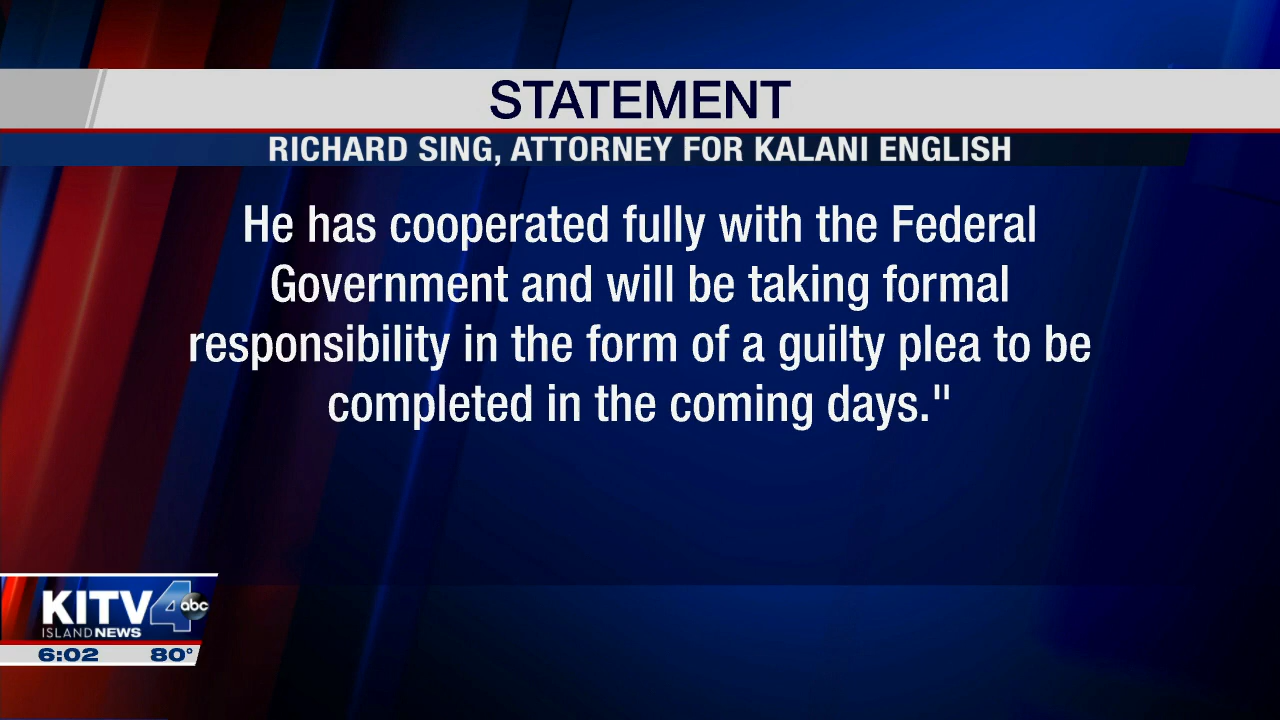 STATEMENT
RICHARD SING, ATTORNEY FOR KALANI ENGLISH
He has cooperated fully with the Federal
Government and will be taking formal
responsibility in the form of a guilty plea to be
completed in the coming days."
KITV 4 abc
ISLAND NEWS
6:02 80°